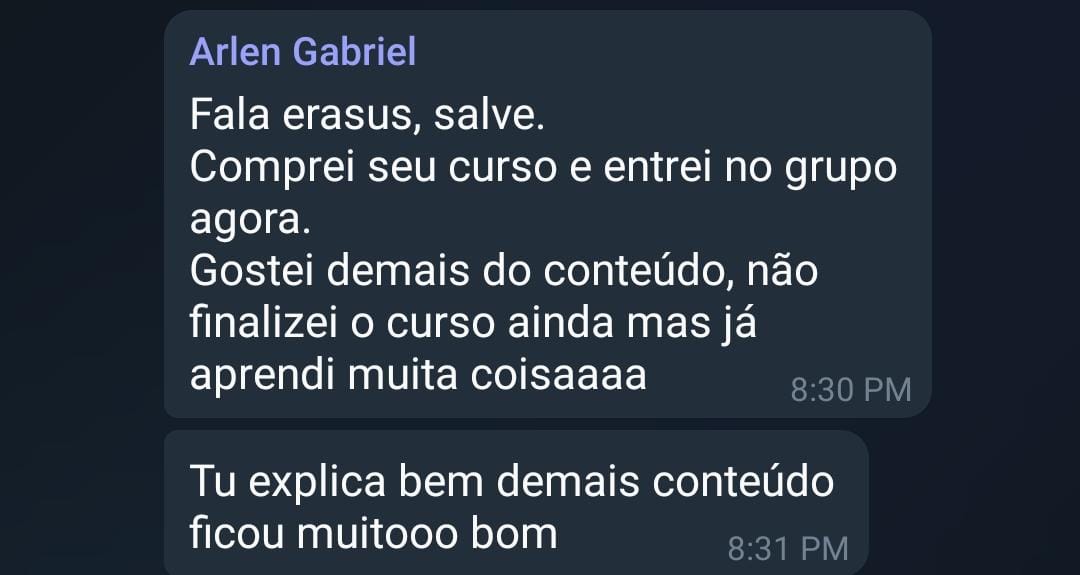 Arlen Gabriel
Fala erasus, salve.
Comprei seu curso e entrei no grupo
agora.
Gostei demais do conteúdo, não
finalizei o curso ainda mas já
aprendi muita coisaaaa
8:30 PM
Tu explica bem demais conteúdo
ficou muitooo bom
8:31 PM